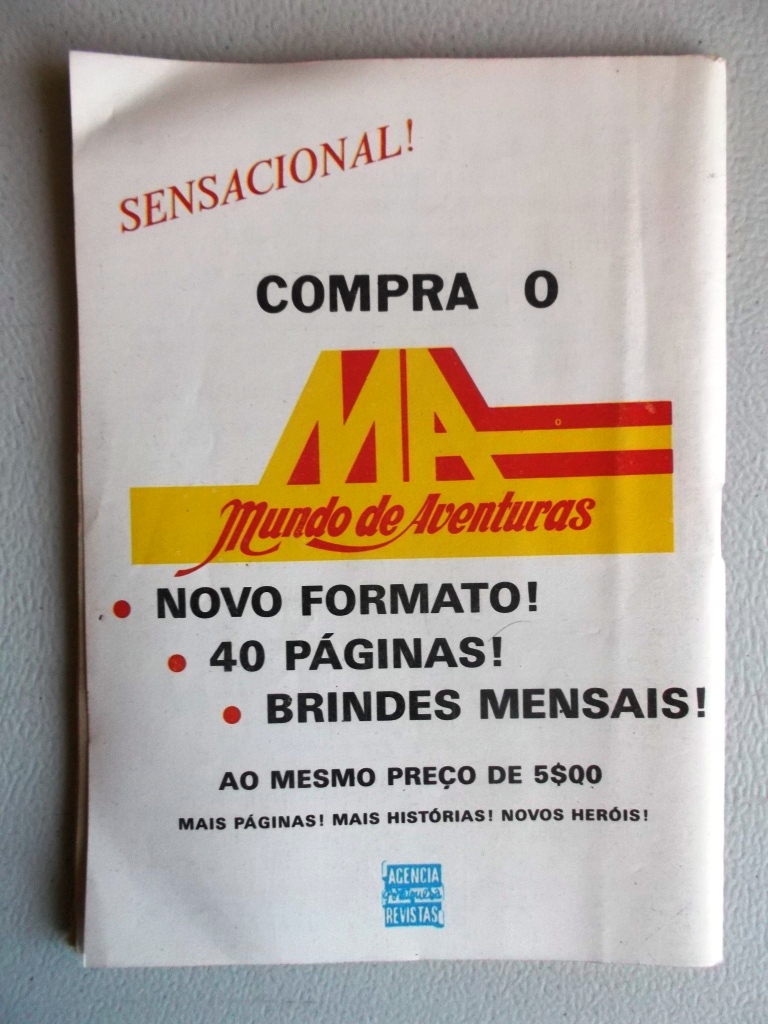 SENSACIONAL!
COMPRA O
MA
Mundo de Aventuras
• NOVO FORMATO!
• 40 PÁGINAS!
• BRINDES MENSAIS!
AO MESMO PREÇO DE 5$00
MAIS PÁGINAS! MAIS HISTÓRIAS! NOVOS HERÓIS!
AGENCIA
portuguesa
REVISTAS